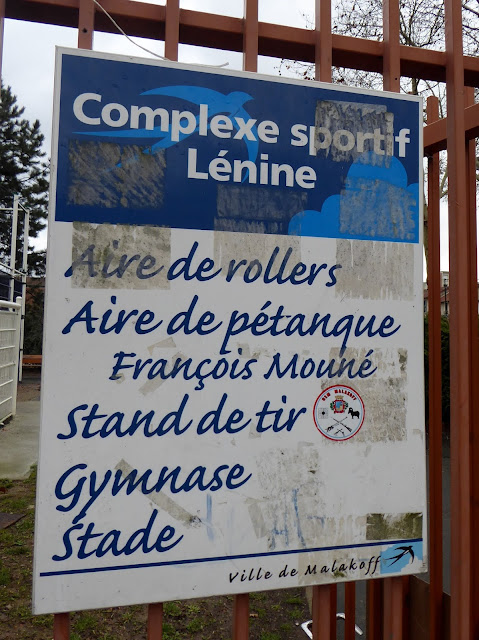 Complexe sportif
Lénine
Aire de rollers
Aire de pétanque
François Mouné
Stand de tir
Gymnase
Stade
Ville de Malakoff